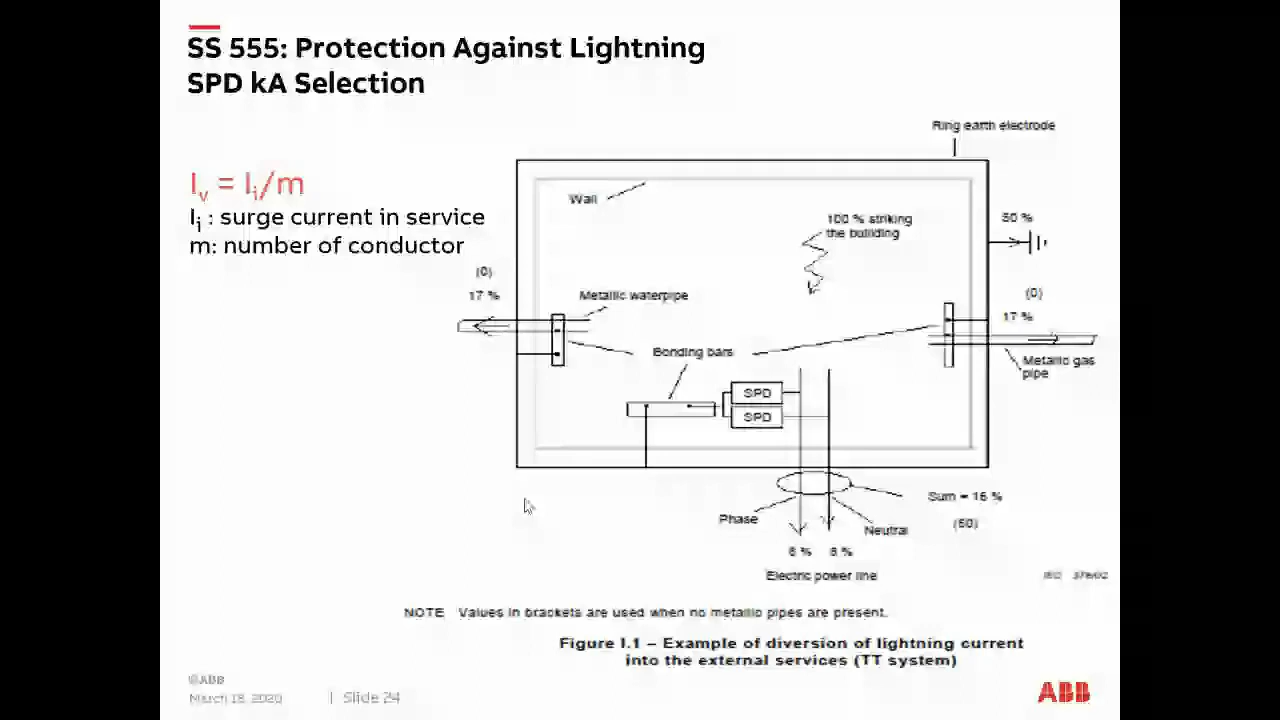 SS 555: Protection Against Lightning
SPD kA Selection
Ring earth electrode
Iv = Ii/m
Ii : surge current in service
m: number of conductor
Wall
100 % striking
the building
50 %
(0)
17 %
Metallic waterpipe
(0)
17 %
Bonding bars
Metallic gas
pipe
SPD
SPD
Sum = 16 %
(50)
Phase
Neutral
8 %
8 %
Electric power line
IEC
NOTE Values in brackets are used when no metallic pipes are present.
Figure I.1 – Example of diversion of lightning current
into the external services (TT system)
©ABB
March 18, 2020
| Slide 24
ABB